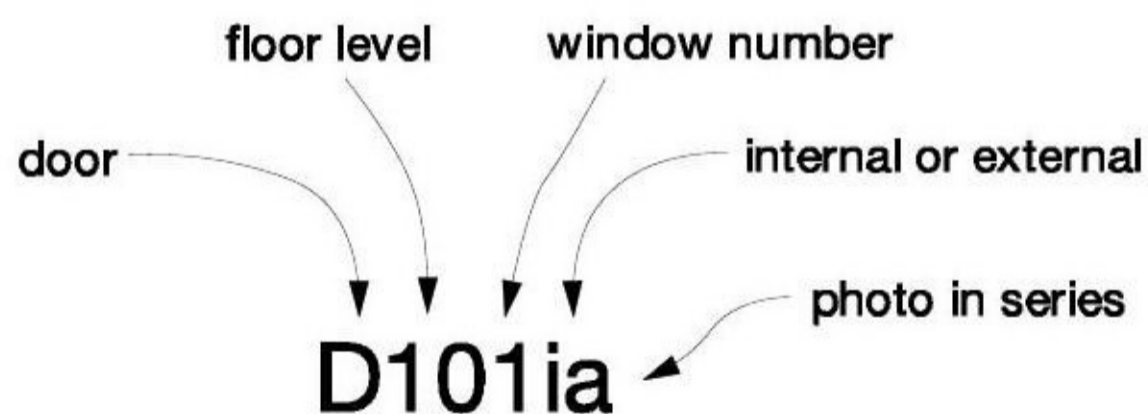 floor level window number
door internal or external
photo in series
D101ia